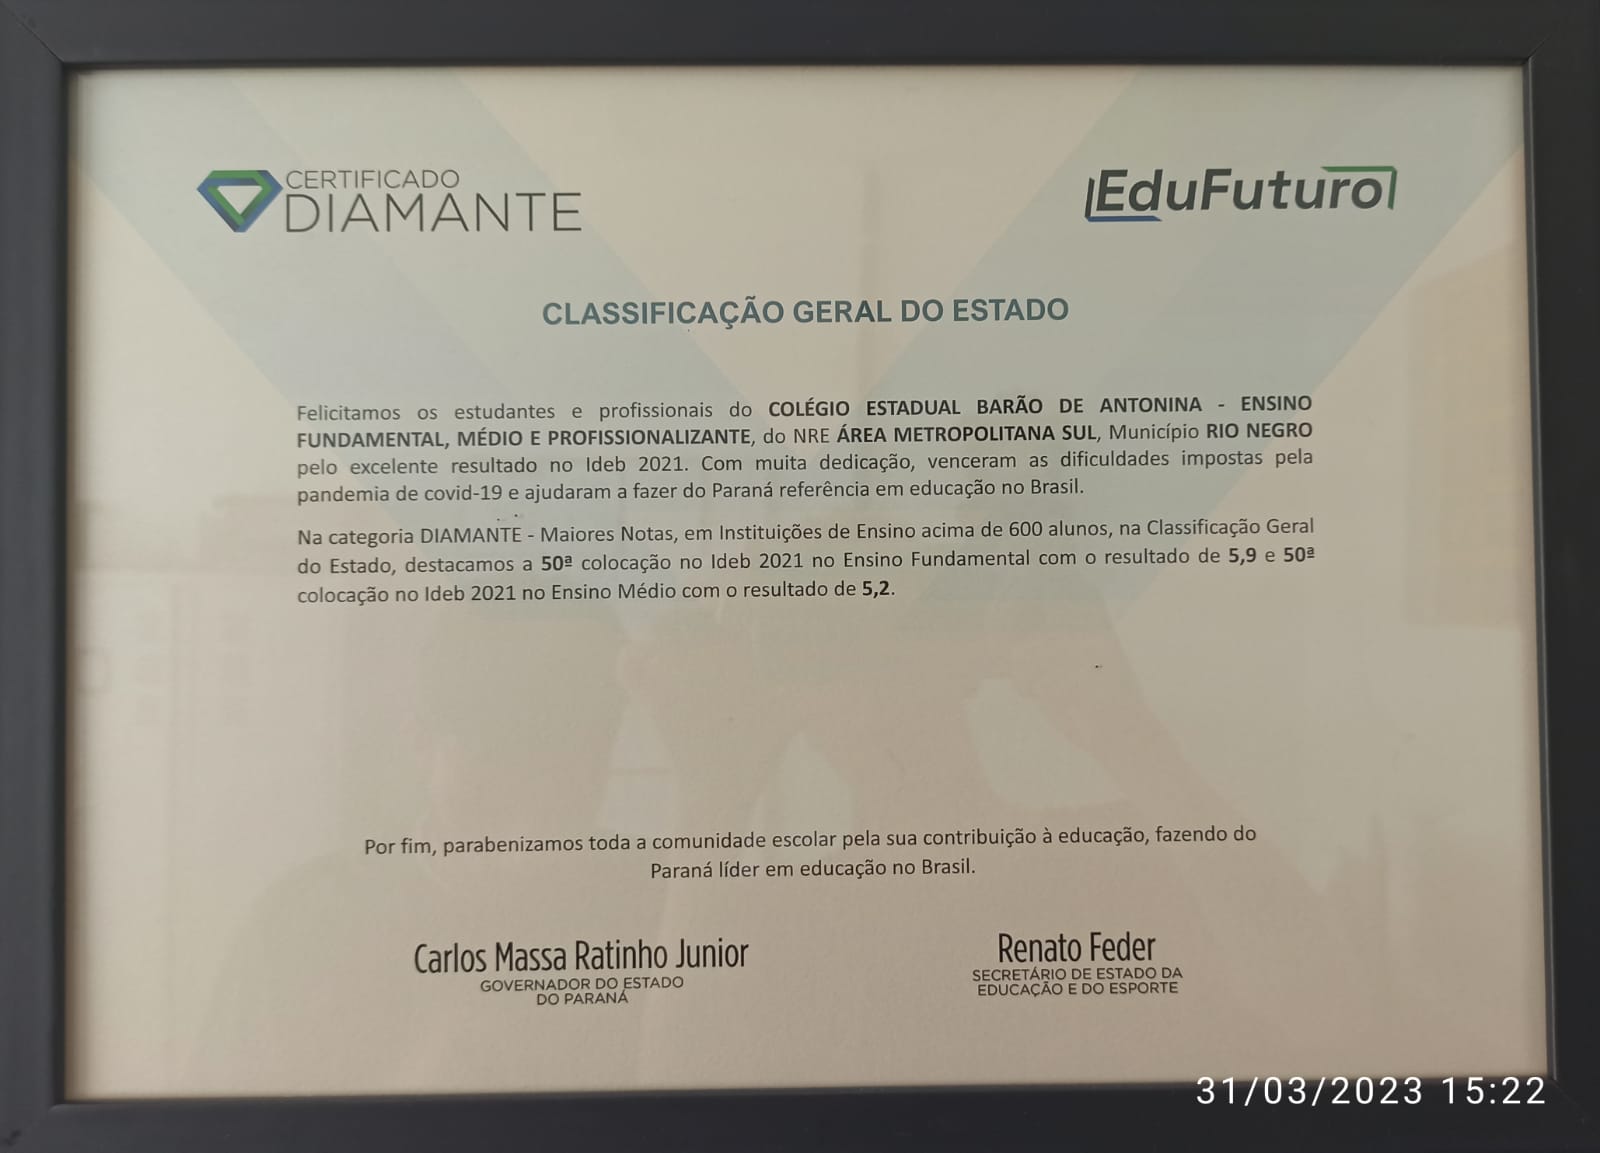 CERTIFICADO
DIAMANTE
EduFuturo
CLASSIFICAÇÃO GERAL DO ESTADO
Felicitamos os estudantes e profissionais do COLÉGIO ESTADUAL BARÃO DE ANTONINA - ENSINO
FUNDAMENTAL, MÉDIO E PROFISSIONALIZANTE, do NRE ÁREA METROPOLITANA SUL, Município RIO NEGRO
pelo excelente resultado no Ideb 2021. Com muita dedicação, venceram as dificuldades impostas pela
pandemia de covid-19 e ajudaram a fazer do Paraná referência em educação no Brasil.
Na categoria DIAMANTE - Maiores Notas, em Instituições de Ensino acima de 600 alunos, na Classificação Geral
do Estado, destacamos a 50ª colocação no Ideb 2021 no Ensino Fundamental com o resultado de 5,9 e 50ª
colocação no Ideb 2021 no Ensino Médio com o resultado de 5,2.
Por fim, parabenizamos toda a comunidade escolar pela sua contribuição à educação, fazendo do
Paraná líder em educação no Brasil.
Carlos Massa Ratinho Junior
GOVERNADOR DO ESTADO
DO PARANÁ
Renato Feder
SECRETÁRIO DE ESTADO DA
EDUCAÇÃO E DO ESPORTE
31/03/2023 15:22